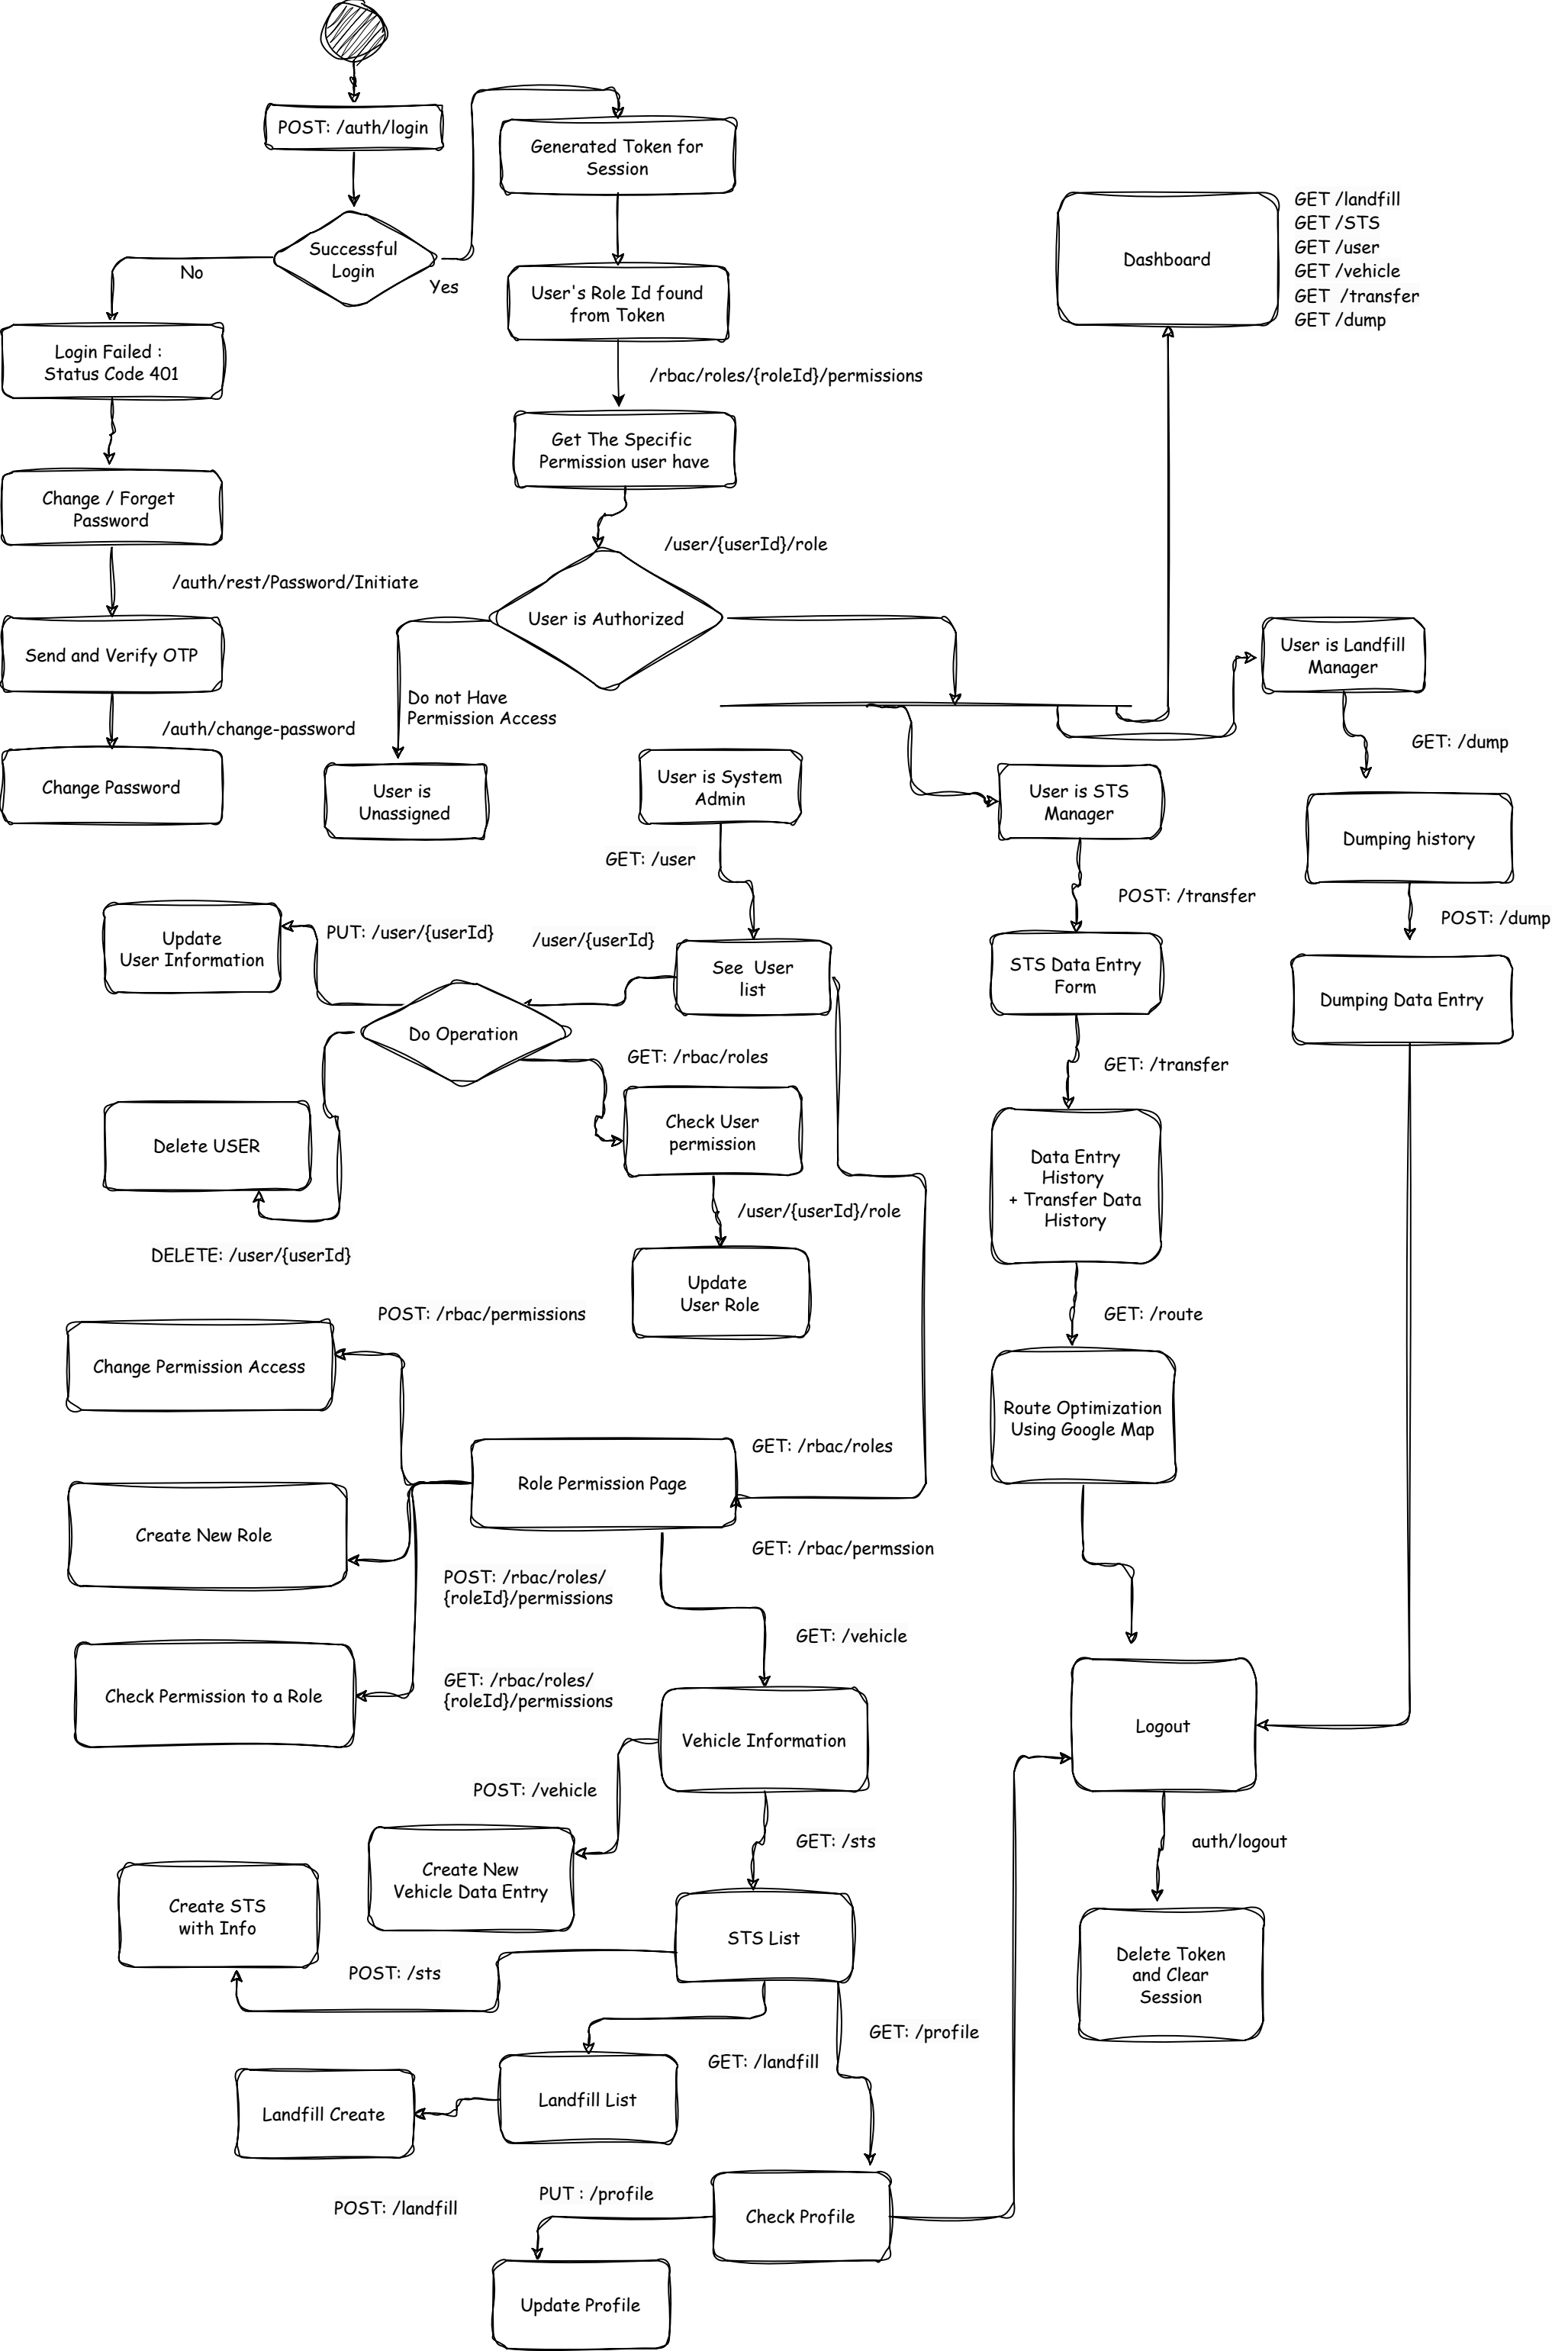 POST: /auth/login
Generated Token for
Session
Successful
Login
No
Yes
GET /landfill
GET /STS
GET /user
GET /vehicle
GET  /transfer
GET /dump
Dashboard
User's Role Id found
from Token
Login Failed :
Status Code 401
/rbac/roles/{roleId}/permissions
Get The Specific
Permission user have
Change / Forget
Password
/user/{userId}/role
/auth/rest/Password/Initiate
User is Authorized
Send and Verify OTP
User is Landfill
Manager
Do not Have
Permission Access
/auth/change-password
GET: /dump
Change Password
User is
Unassigned
User is System
Admin
User is STS
Manager
Dumping history
GET: /user
POST: /transfer
POST: /dump
Update
User Information
PUT: /user/{userId}
/user/{userId}
See  User
list
STS Data Entry
Form
Dumping Data Entry
Do Operation
GET: /rbac/roles
GET: /transfer
Delete USER
Check User
permission
Data Entry
History
+ Transfer Data
History
/user/{userId}/role
DELETE: /user/{userId}
Update
User Role
POST: /rbac/permissions
GET: /route
Change Permission Access
Route Optimization
Using Google Map
GET: /rbac/roles
Role Permission Page
Create New Role
GET: /rbac/permssion
POST: /rbac/roles/
{roleId}/permissions
GET: /vehicle
GET: /rbac/roles/
{roleId}/permissions
Check Permission to a Role
Vehicle Information
Logout
POST: /vehicle
GET: /sts
auth/logout
Create New
Vehicle Data Entry
Create STS
with Info
STS List
Delete Token
and Clear
Session
POST: /sts
GET: /profile
GET: /landfill
Landfill List
Landfill Create
PUT : /profile
POST: /landfill
Check Profile
Update Profile